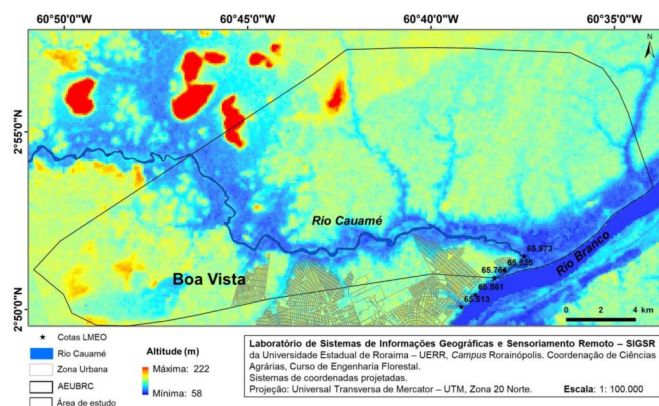 60°50'0"W
60°45'0"W
60°40'0"W
60°35'0"W
N
2°55'0"N
2°50'0"N
Rio Cauamé
Boa Vista
Rio Branco
65.973
65.825
65.76
65.561
65.513
0 2 4 km
Cotas LMEO
Rio Cauamé
Zona Urbana
AEUBRC
Área de estudo
Altitude (m)
Máxima: 222
Mínima: 58
Laboratório de Sistemas de Informações Geográficas e Sensoriamento Remoto – SIGSR
da Universidade Estadual de Roraima – UERR, Campus Rorainópolis. Coordenação de Ciências
Agrárias, Curso de Engenharia Florestal.
Sistemas de coordenadas projetadas.
Projeção: Universal Transversa de Mercator – UTM, Zona 20 Norte. Escala: 1: 100.000